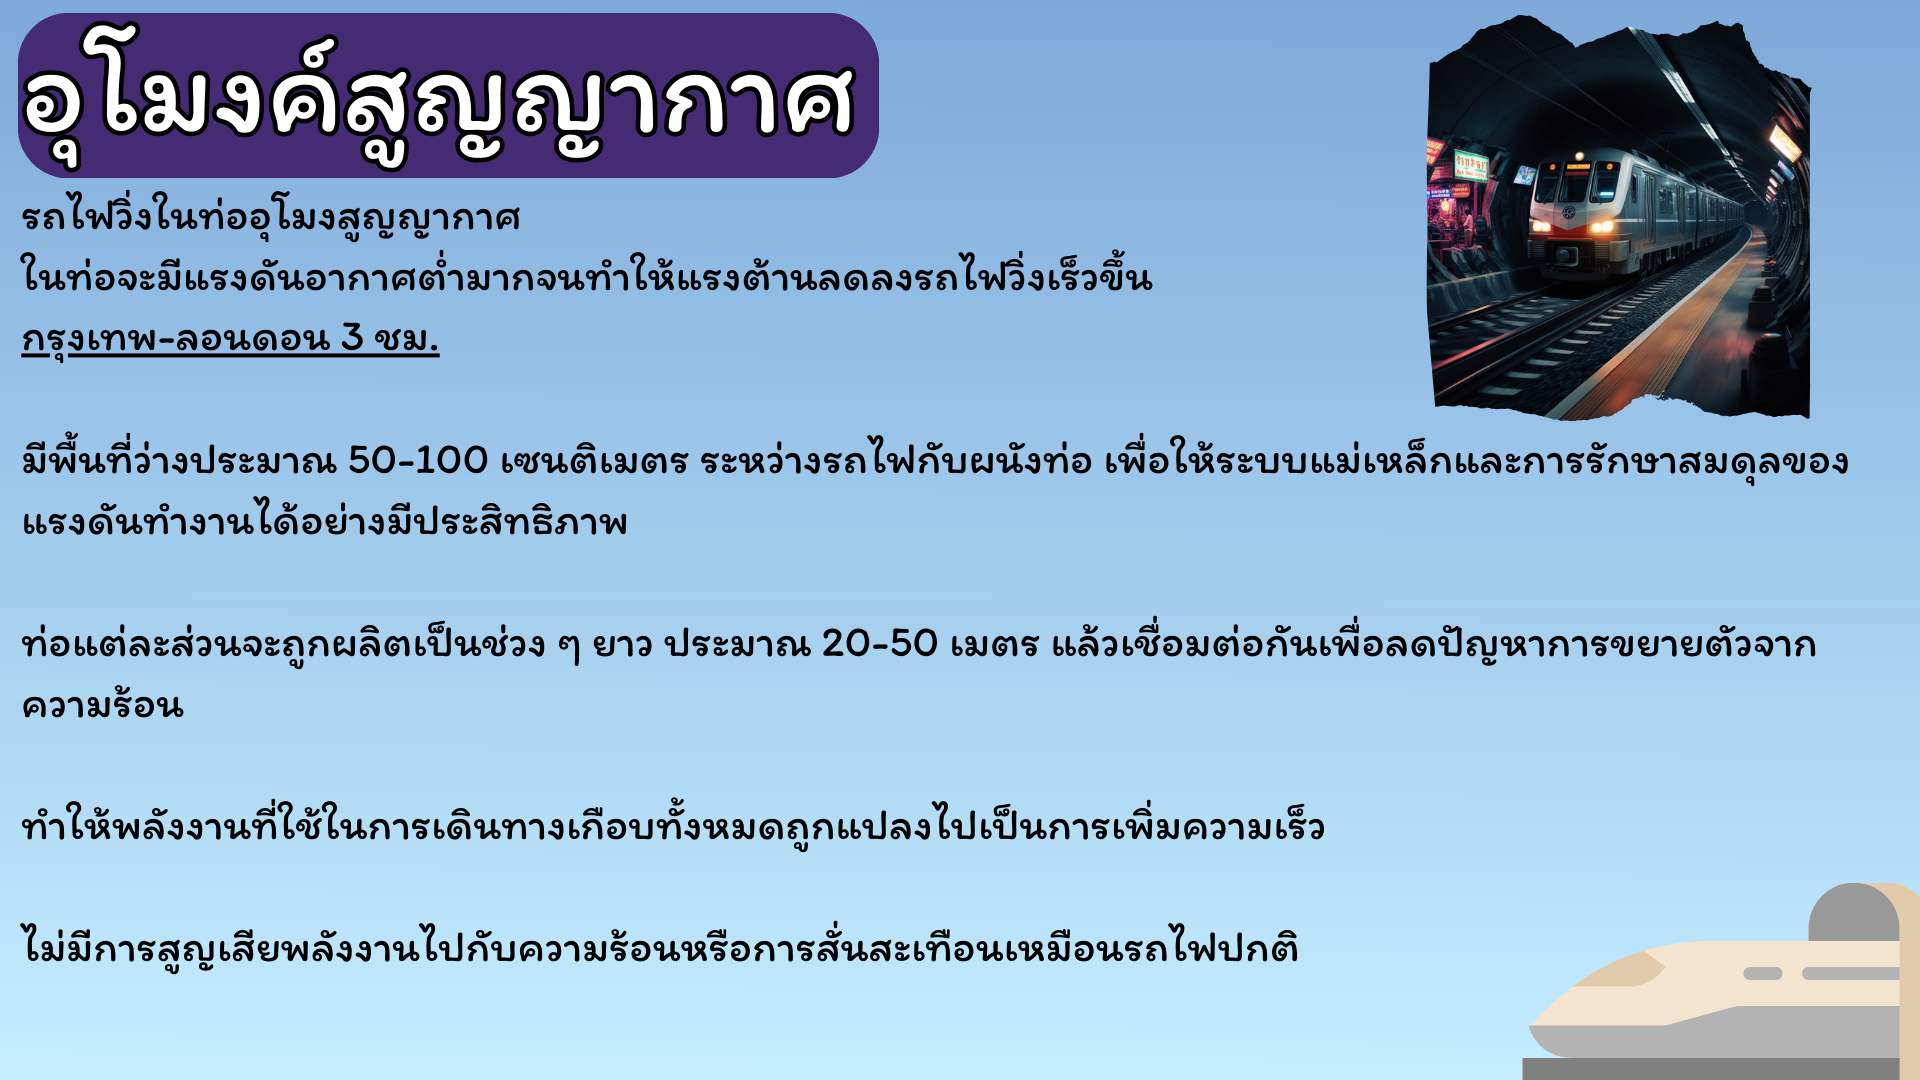 อุโมงค์สูญญากาศ
รถไฟวิ่งในท่ออุโมงสูญญากาศ
ในท่อจะมีแรงดันอากาศต่ำมากจนทำให้แรงต้านลดลงรถไฟวิ่งเร็วขึ้น
กรุงเทพ-ลอนดอน 3 ชม.
มีพื้นที่ว่างประมาณ 50-100 เซนติเมตร ระหว่างรถไฟกับผนังท่อ เพื่อให้ระบบแม่เหล็กและการรักษาสมดุลของ
แรงดันทำงานได้อย่างมีประสิทธิภาพ
ท่อแต่ละส่วนจะถูกผลิตเป็นช่วง ๆ ยาว ประมาณ 20-50 เมตร แล้วเชื่อมต่อกันเพื่อลดปัญหาการขยายตัวจาก
ความร้อน
ทำให้พลังงานที่ใช้ในการเดินทางเกือบทั้งหมดถูกแปลงไปเป็นการเพิ่มความเร็ว
ไม่มีการสูญเสียพลังงานไปกับความร้อนหรือการสั่นสะเทือนเหมือนรถไฟปกติ